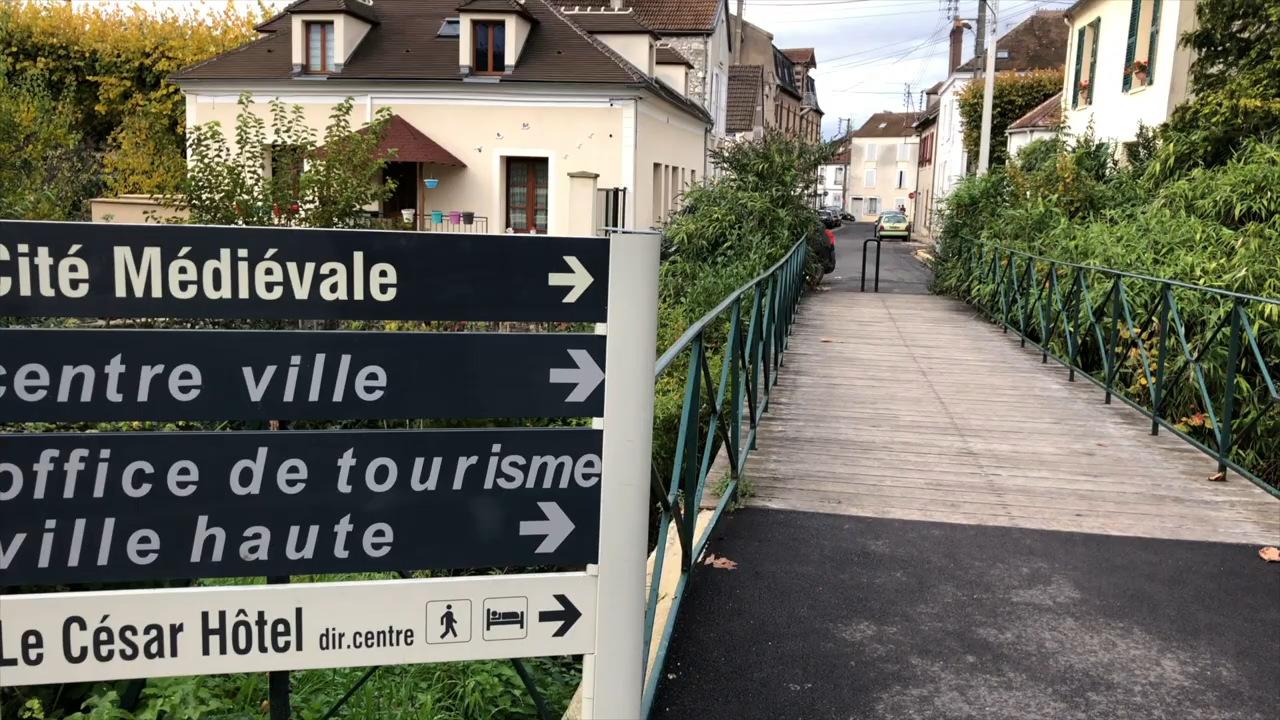 Cité Médiévale
centre ville
office de tourisme
ville haute
Le César Hôtel dir.centre